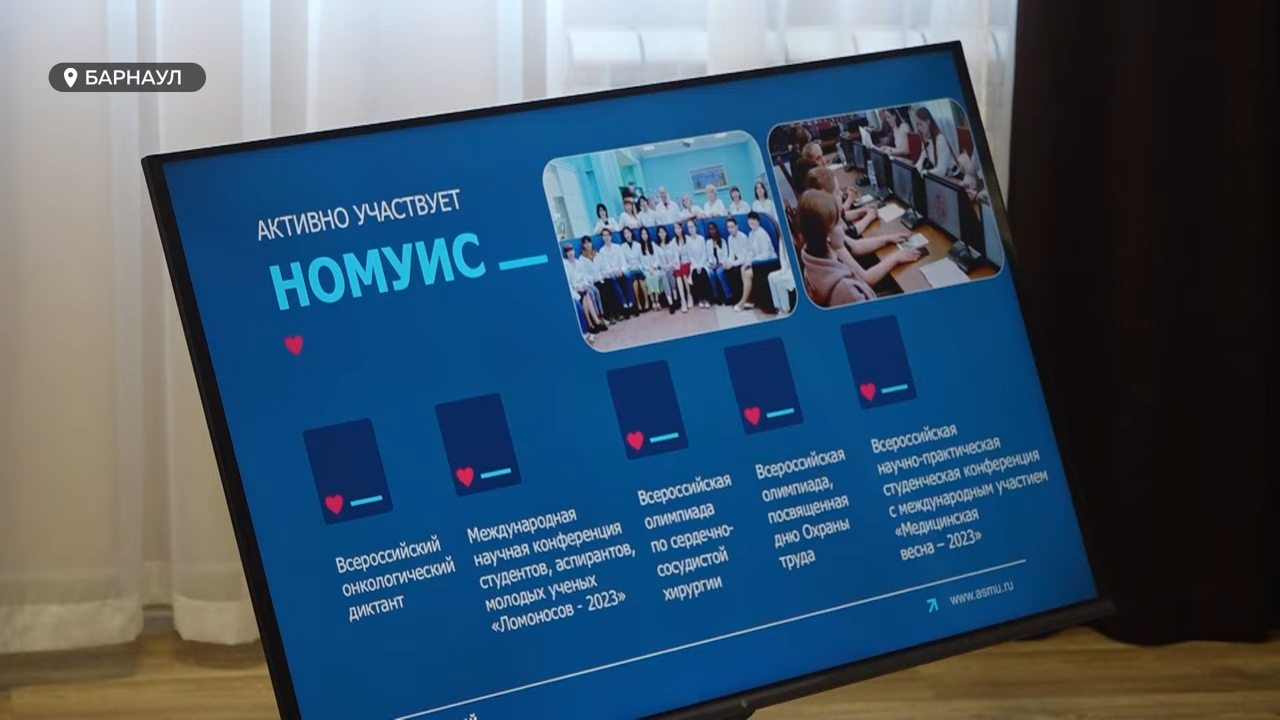 БАРНАУЛ
АКТИВНО УЧАСТВУЕТ
НОМУИС —
Всероссийский
онкологический
диктант
Международная
научная конференция
студентов, аспирантов,
молодых ученых
«Ломоносов - 2023»
Всероссийская
олимпиада
по сердечно-
сосудистой
хирургии
Всероссийская
олимпиада,
посвященная
дню Охраны
труда
Всероссийская
научно-практическая
студенческая конференция
с международным участием
«Медицинская
весна – 2023»
www.asmu.ru